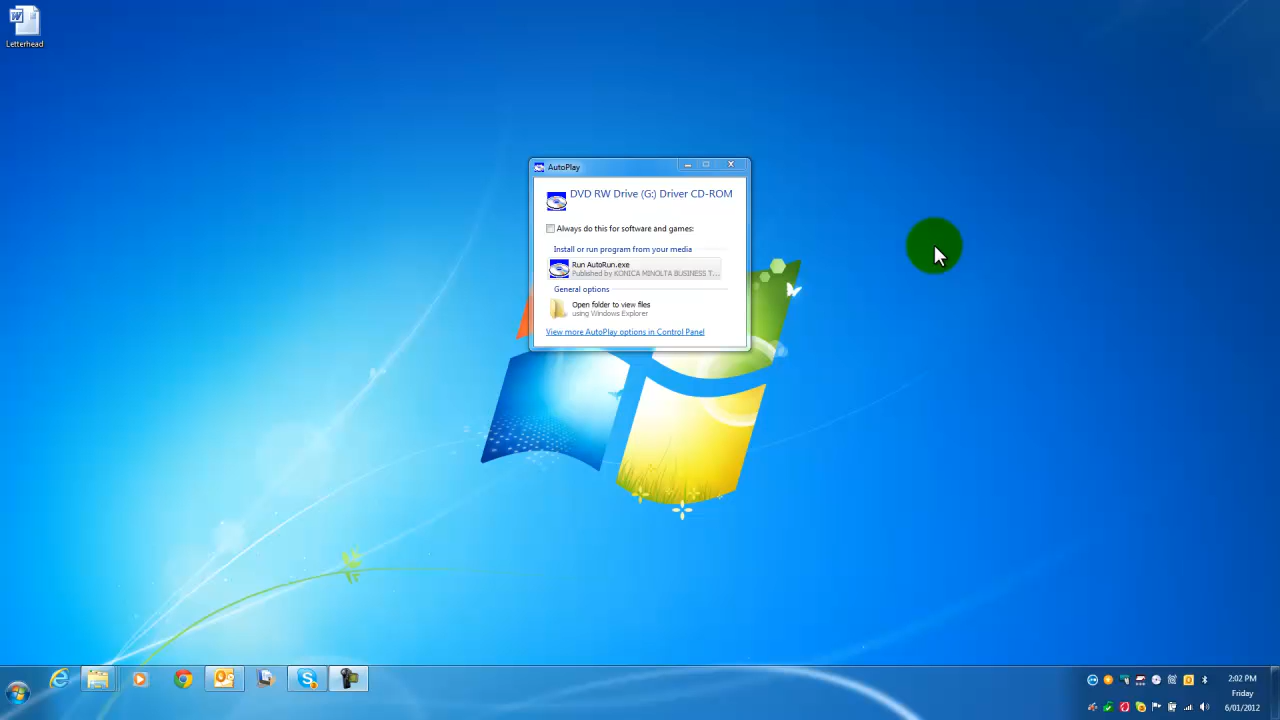 Letterhead
AutoPlay
DVD RW Drive (G:) Driver CD-ROM
Always do this for software and games:
Install or run program from your media
Run AutoRun.exe
Published by KONICA MINOLTA BUSINESS T...
General options
Open folder to view files
using Windows Explorer
View more AutoPlay options in Control Panel
2:02 PM
Friday
6/01/2012